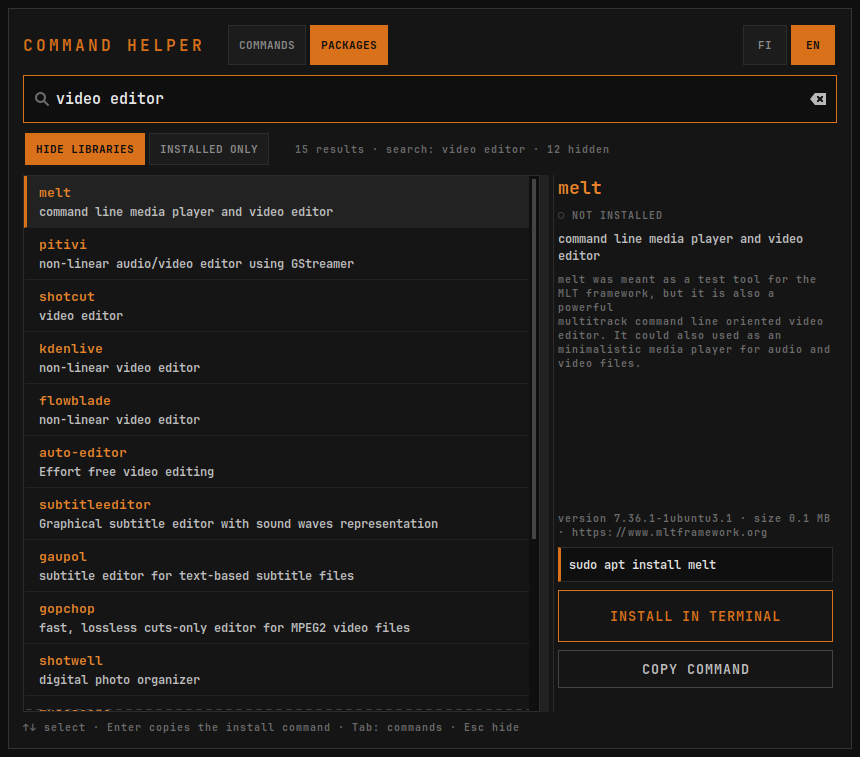 COMMAND HELPER COMMANDS PACKAGES FI EN
video editor
HIDE LIBRARIES INSTALLED ONLY 15 results · search: video editor · 12 hidden
melt
command line media player and video editor
pitivi
non-linear audio/video editor using GStreamer
shotcut
video editor
kdenlive
non-linear video editor
flowblade
non-linear video editor
auto-editor
Effort free video editing
subtitleeditor
Graphical subtitle editor with sound waves representation
gaupol
subtitle editor for text-based subtitle files
gopchop
fast, lossless cuts-only editor for MPEG2 video files
shotwell
digital photo organizer
melt
○ NOT INSTALLED
command line media player and video
editor
melt was meant as a test tool for the
MLT framework, but it is also a
powerful
multitrack command line oriented video
editor. It could also used as an
minimalistic media player for audio and
video files.
version 7.36.1-1ubuntu3.1 · size 0.1 MB
· https://www.mltframework.org
sudo apt install melt
INSTALL IN TERMINAL
COPY COMMAND
↑↓ select · Enter copies the install command · Tab: commands · Esc hide